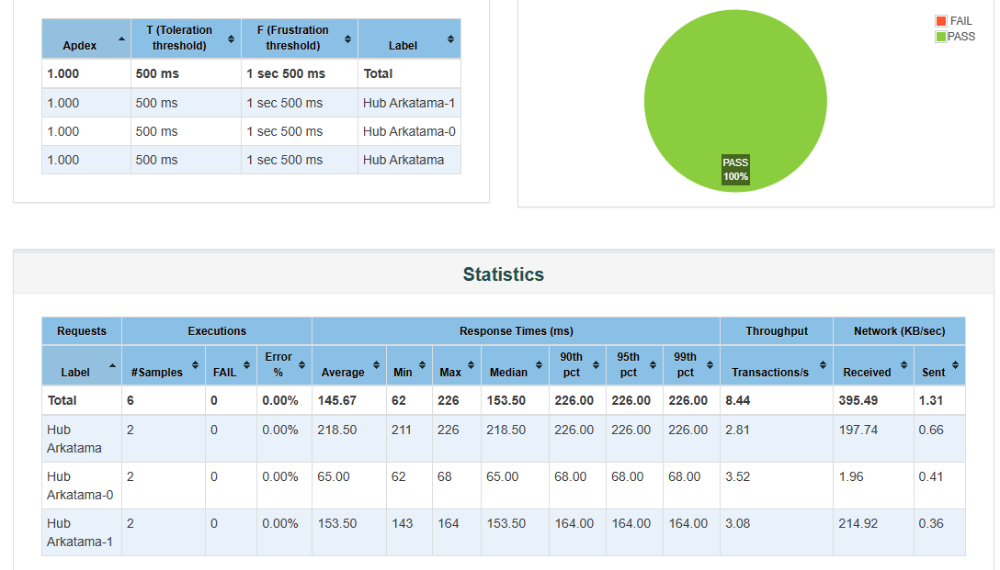 Apdex T (Toleration threshold) F (Frustration threshold) Label
1.000 500 ms 1 sec 500 ms Total
1.000 500 ms 1 sec 500 ms Hub Arkatama-1
1.000 500 ms 1 sec 500 ms Hub Arkatama-0
1.000 500 ms 1 sec 500 ms Hub Arkatama
FAIL
PASS
PASS
100%
Statistics
Requests Executions Response Times (ms) Throughput Network (KB/sec)
Label #Samples FAIL Error % Average Min Max Median 90th pct 95th pct 99th pct Transactions/s Received Sent
Total 6 0 0.00% 145.67 62 226 153.50 226.00 226.00 226.00 8.44 395.49 1.31
Hub Arkatama 2 0 0.00% 218.50 211 226 218.50 226.00 226.00 226.00 2.81 197.74 0.66
Hub Arkatama-0 2 0 0.00% 65.00 62 68 65.00 68.00 68.00 68.00 3.52 1.96 0.41
Hub Arkatama-1 2 0 0.00% 153.50 143 164 153.50 164.00 164.00 164.00 3.08 214.92 0.36